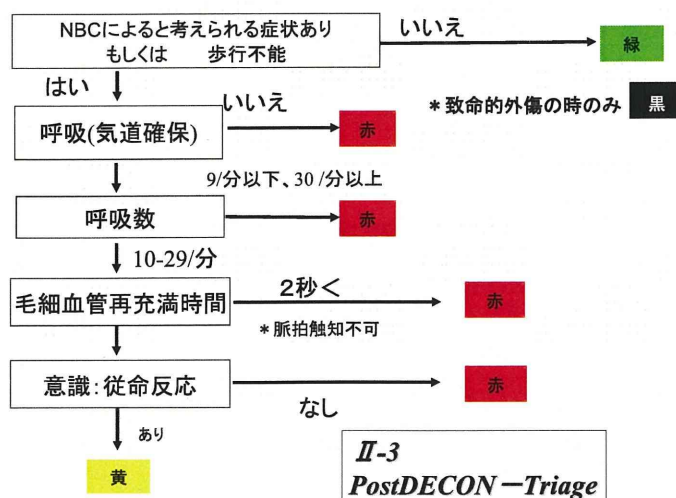 NBCによると考えられる症状あり
もしくは　　歩行不能
いいえ
緑
はい
いいえ
呼吸(気道確保)
赤
＊致命的外傷の時のみ
黒
9/分以下、30 /分以上
呼吸数
赤
10-29/分
毛細血管再充満時間
2秒<
赤
＊脈拍触知不可
意識:従命反応
赤
なし
あり
黄
Ⅱ-3
PostDECON－Triage